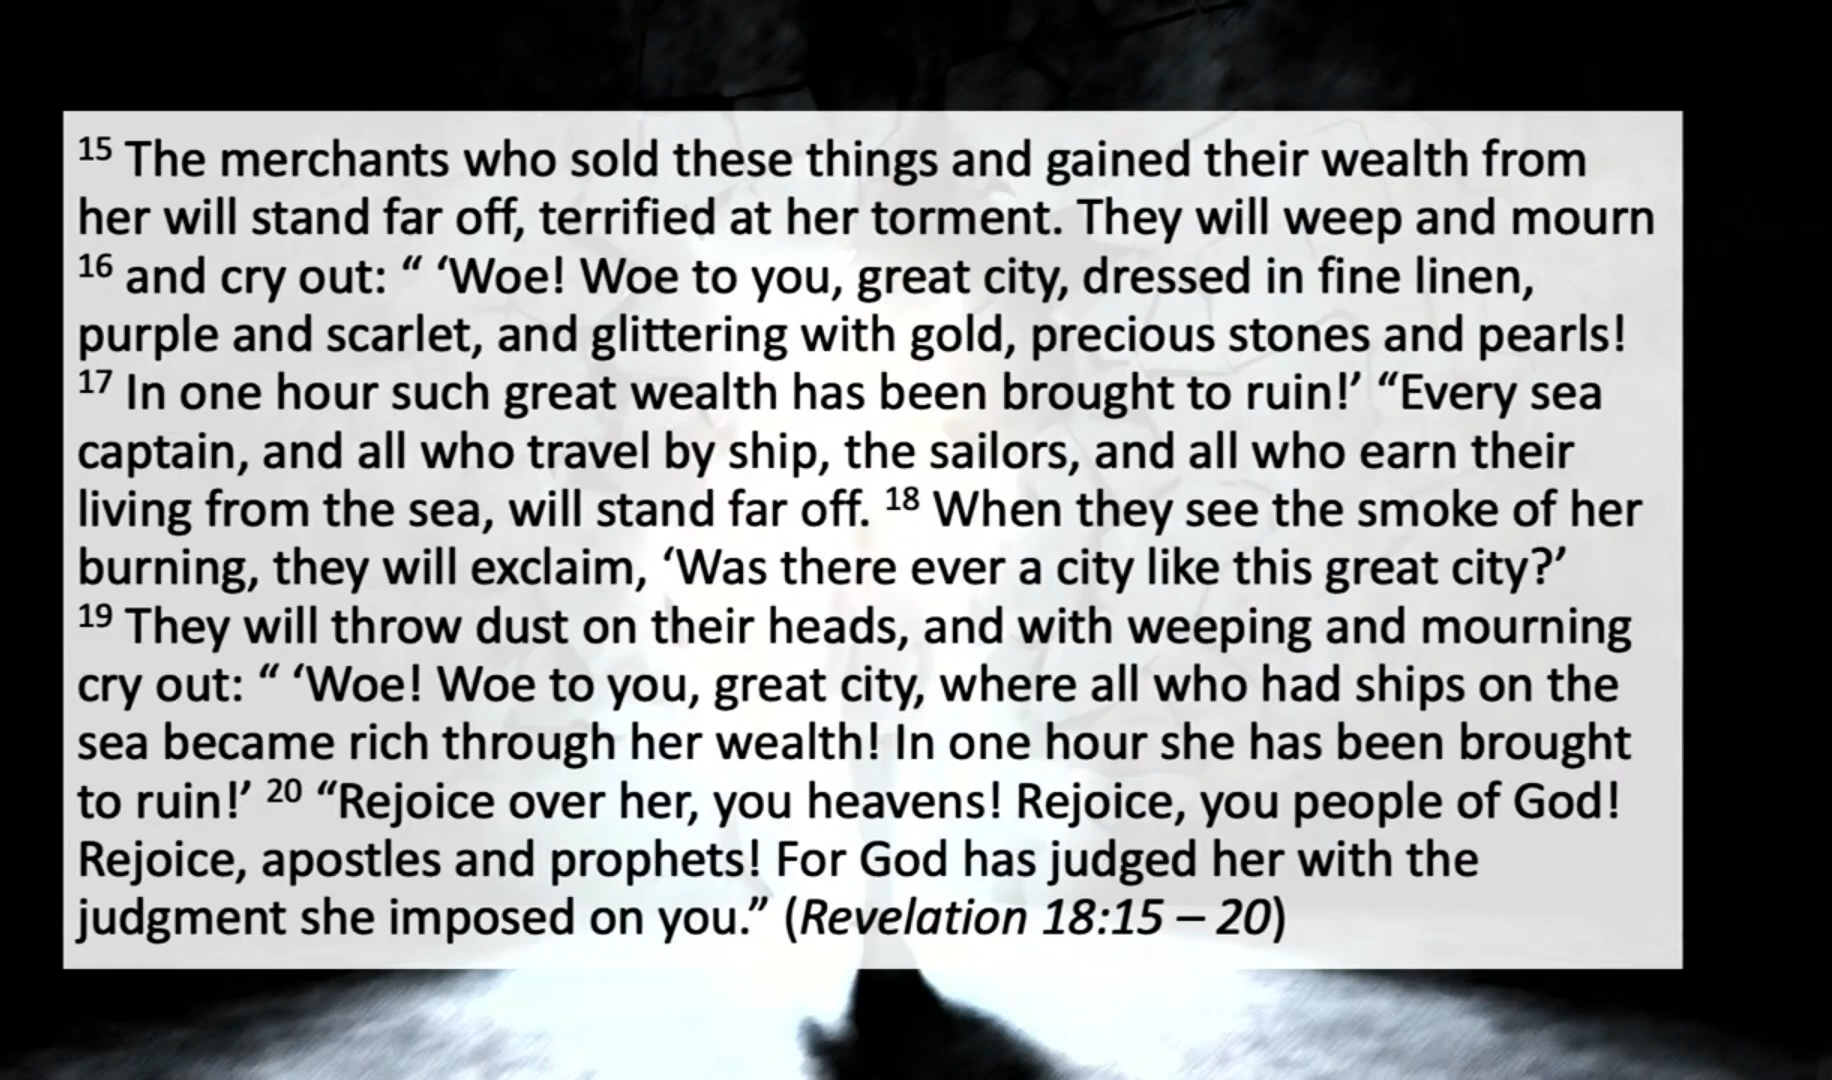 15 The merchants who sold these things and gained their wealth from
her will stand far off, terrified at her torment. They will weep and mourn
16 and cry out: “ ‘Woe! Woe to you, great city, dressed in fine linen,
purple and scarlet, and glittering with gold, precious stones and pearls!
17 In one hour such great wealth has been brought to ruin!’ “Every sea
captain, and all who travel by ship, the sailors, and all who earn their
living from the sea, will stand far off. 18 When they see the smoke of her
burning, they will exclaim, ‘Was there ever a city like this great city?’
19 They will throw dust on their heads, and with weeping and mourning
cry out: “ ‘Woe! Woe to you, great city, where all who had ships on the
sea became rich through her wealth! In one hour she has been brought
to ruin!’ 20 “Rejoice over her, you heavens! Rejoice, you people of God!
Rejoice, apostles and prophets! For God has judged her with the
judgment she imposed on you.” (Revelation 18:15 – 20)